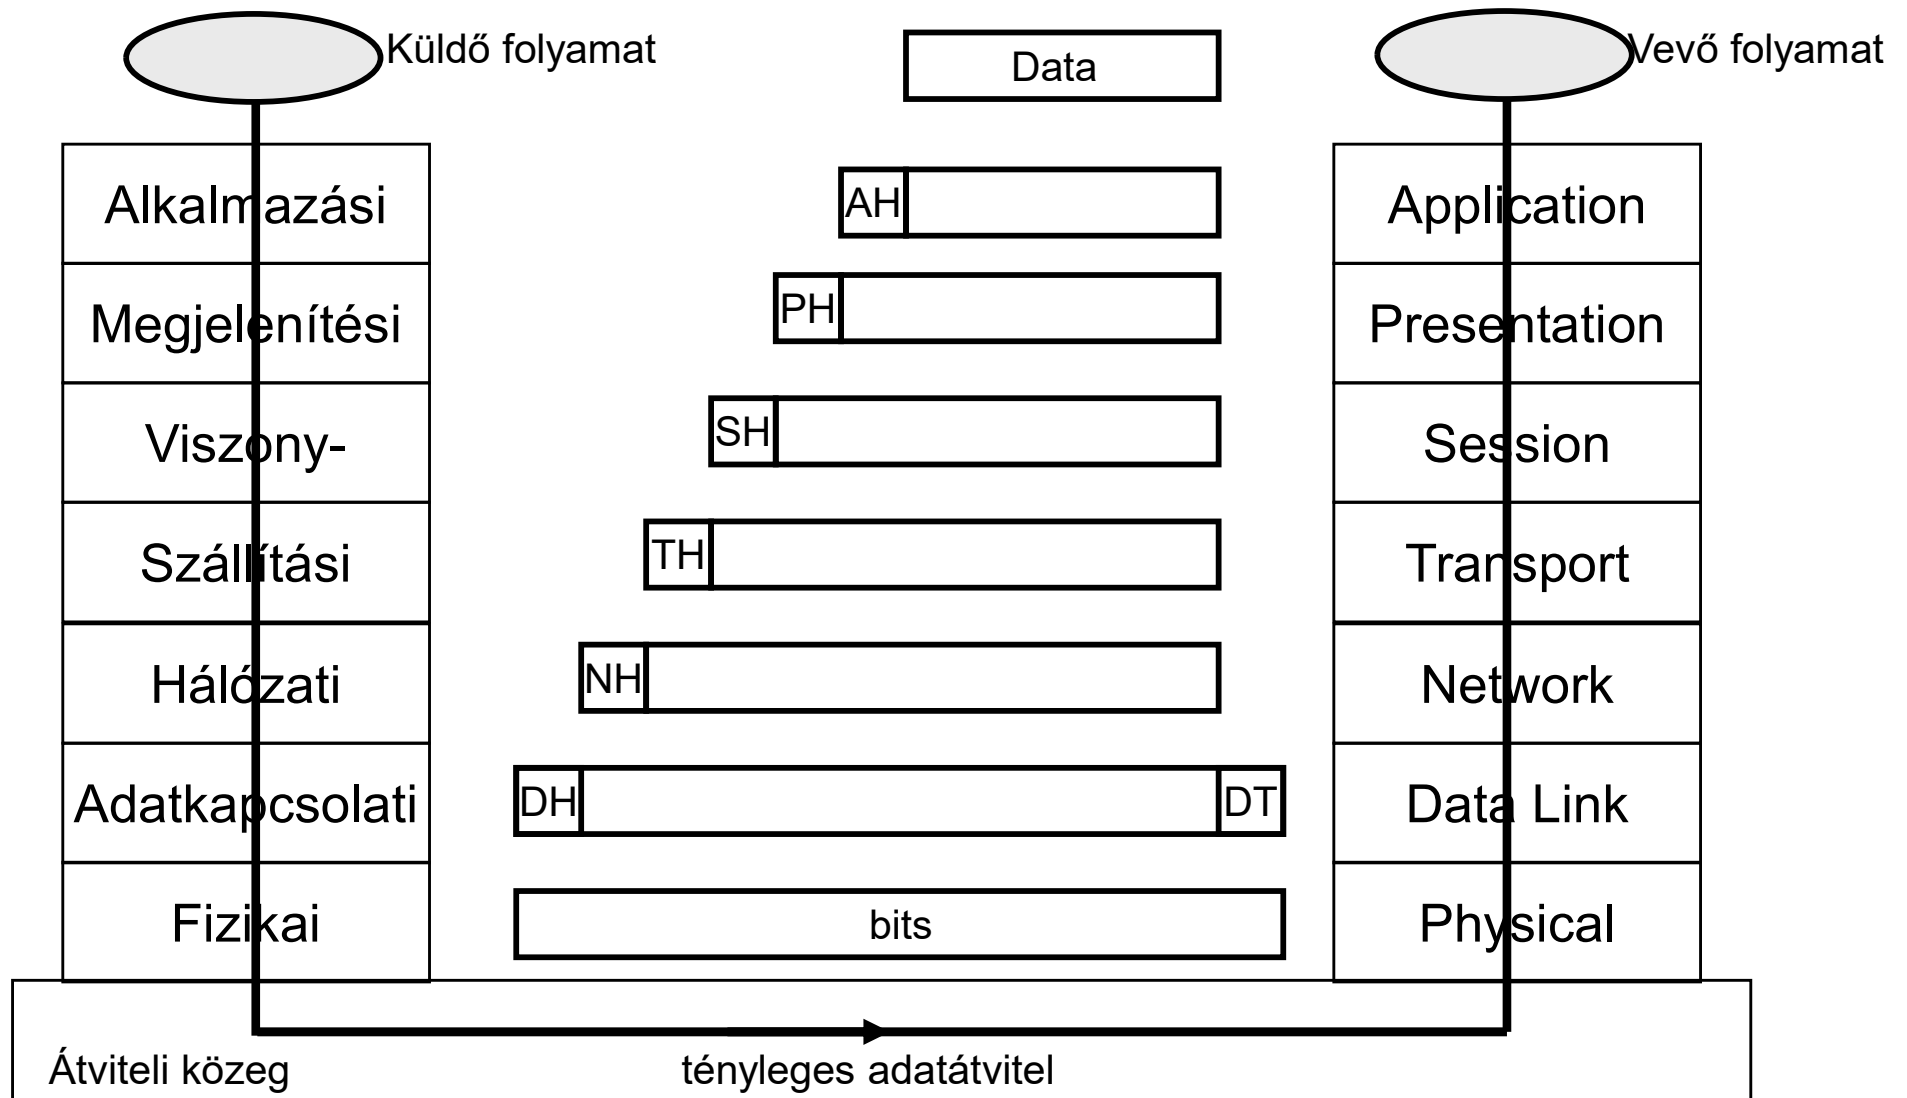 Küldő folyamat
Data
Vevő folyamat
Alkalmazási
AH
Application
Megjelenítési
PH
Presentation
Viszony-
SH
Session
Szállítási
TH
Transport
Hálózati
NH
Network
Adatkapcsolati
DH
DT
Data Link
Fizikai
bits
Physical
Átviteli közeg
tényleges adatátvitel